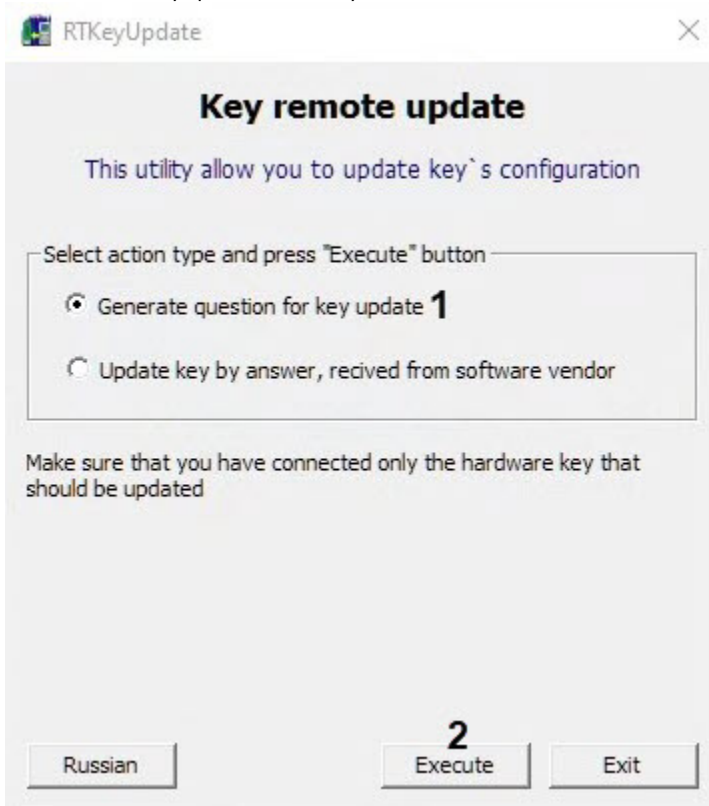 RTKeyUpdate
Key remote update
This utility allow you to update key`s configuration
Select action type and press "Execute" button
Generate question for key update 1
Update key by answer, recived from software vendor
Make sure that you have connected only the hardware key that
should be updated
2
Russian Execute Exit